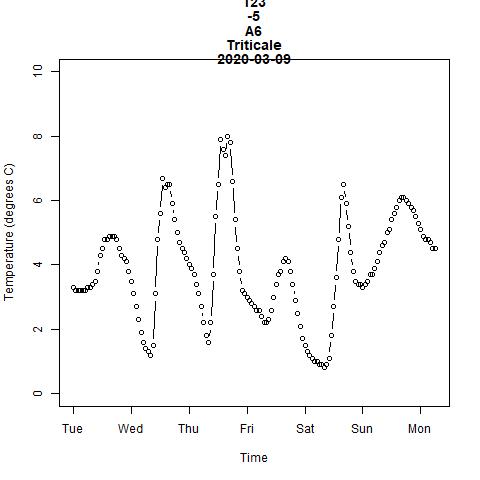 123
-5
A6
Triticale
2020-03-09
Temperature (degrees C)
10
8
6
4
2
0
Tue Wed Thu Fri Sat Sun Mon
Time